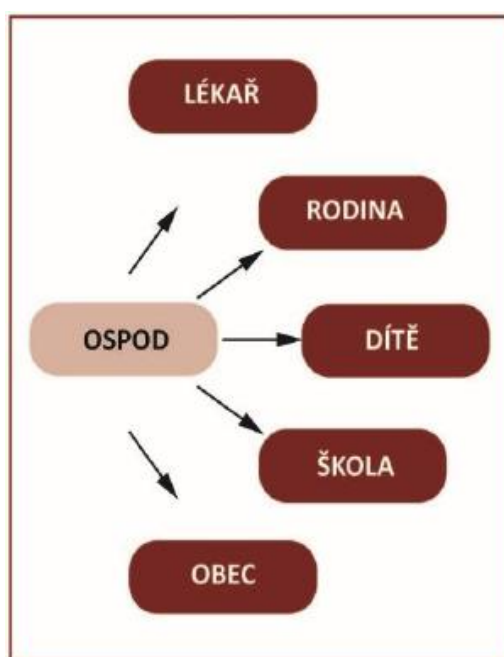 LÉKAŘ
RODINA
OSPOD
DÍTĚ
ŠKOLA
OBEC